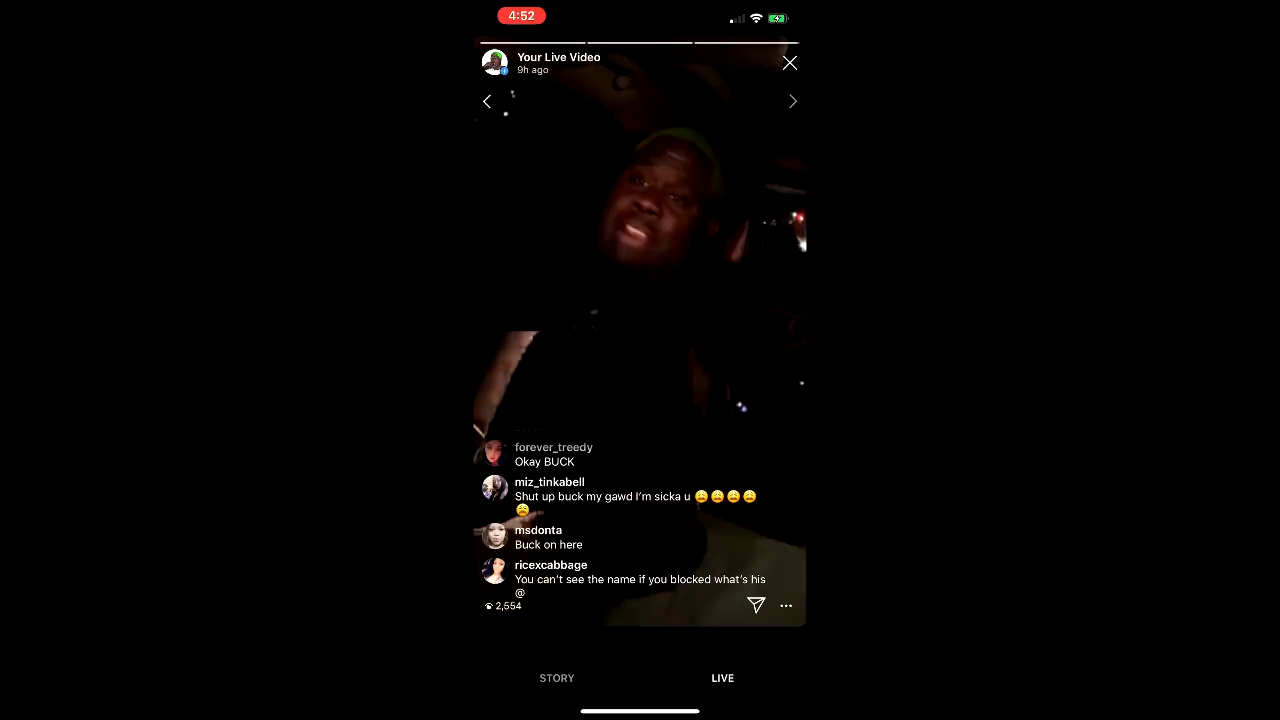 4:52
Your Live Video
9h ago
forever_treedy
Okay BUCK
miz_tinkabell
Shut up buck my gawd I'm sicka u 😩😩😩😩
😩
msdonta
Buck on here
ricexcabbage
You can't see the name if you blocked what's his
@
2,554
STORY
LIVE